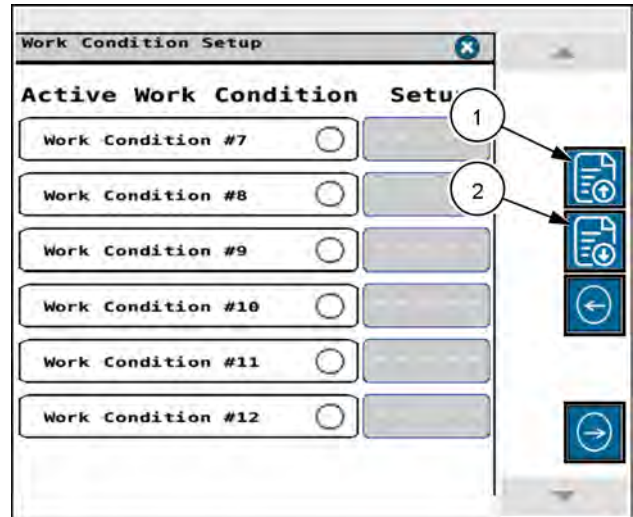 Work Condition Setup
Active Work Condition
1
Work Condition #7
Work Condition #8
2
Work Condition #9
Work Condition #10
Work Condition #11
Work Condition #12